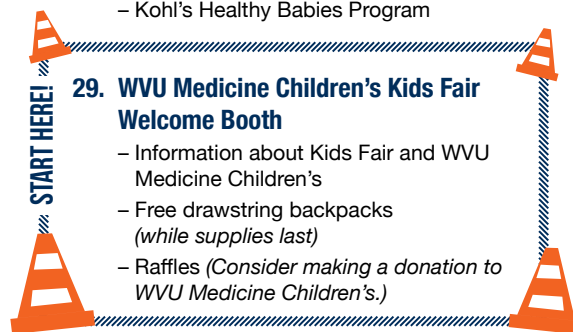 – Kohl’s Healthy Babies Program
START HERE!
29. WVU Medicine Children’s Kids Fair
Welcome Booth
– Information about Kids Fair and WVU
Medicine Children’s
– Free drawstring backpacks
(while supplies last)
– Raffles (Consider making a donation to
WVU Medicine Children’s.)